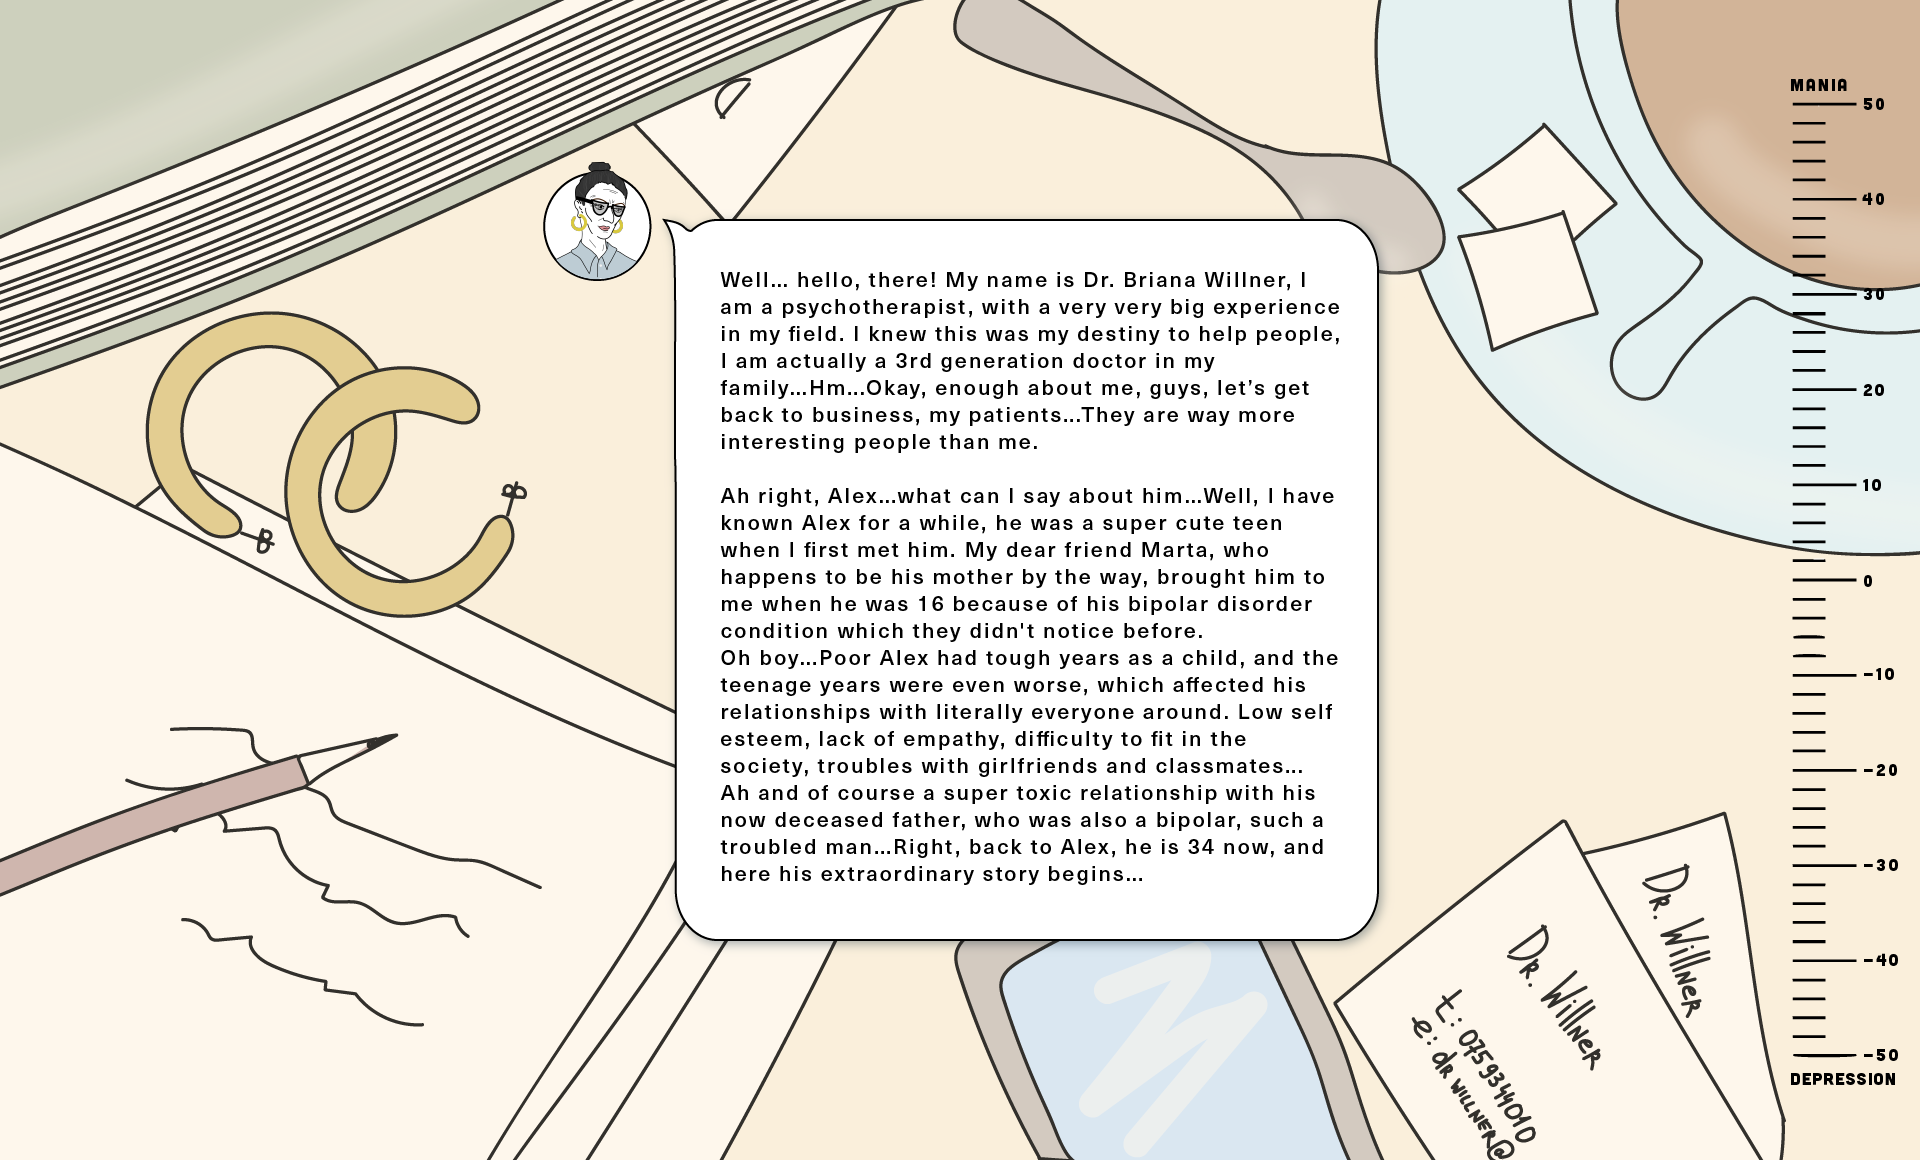 Well... hello, there! My name is Dr. Briana Willner, I
am a psychotherapist, with a very very big experience
in my field. I knew this was my destiny to help people,
I am actually a 3rd generation doctor in my
family...Hm...Okay, enough about me, guys, let’s get
back to business, my patients...They are way more
interesting people than me.
Ah right, Alex...what can I say about him...Well, I have
known Alex for a while, he was a super cute teen
when I first met him. My dear friend Marta, who
happens to be his mother by the way, brought him to
me when he was 16 because of his bipolar disorder
condition which they didn't notice before.
Oh boy...Poor Alex had tough years as a child, and the
teenage years were even worse, which affected his
relationships with literally everyone around. Low self
esteem, lack of empathy, difficulty to fit in the
society, troubles with girlfriends and classmates...
Ah and of course a super toxic relationship with his
now deceased father, who was also a bipolar, such a
troubled man...Right, back to Alex, he is 34 now, and
here his extraordinary story begins...
MANIA
50
40
30
20
10
0
-10
-20
-30
-40
-50
DEPRESSION
Dr. Willner
Dr. Willner
t: 0759344010
e: dr willner@